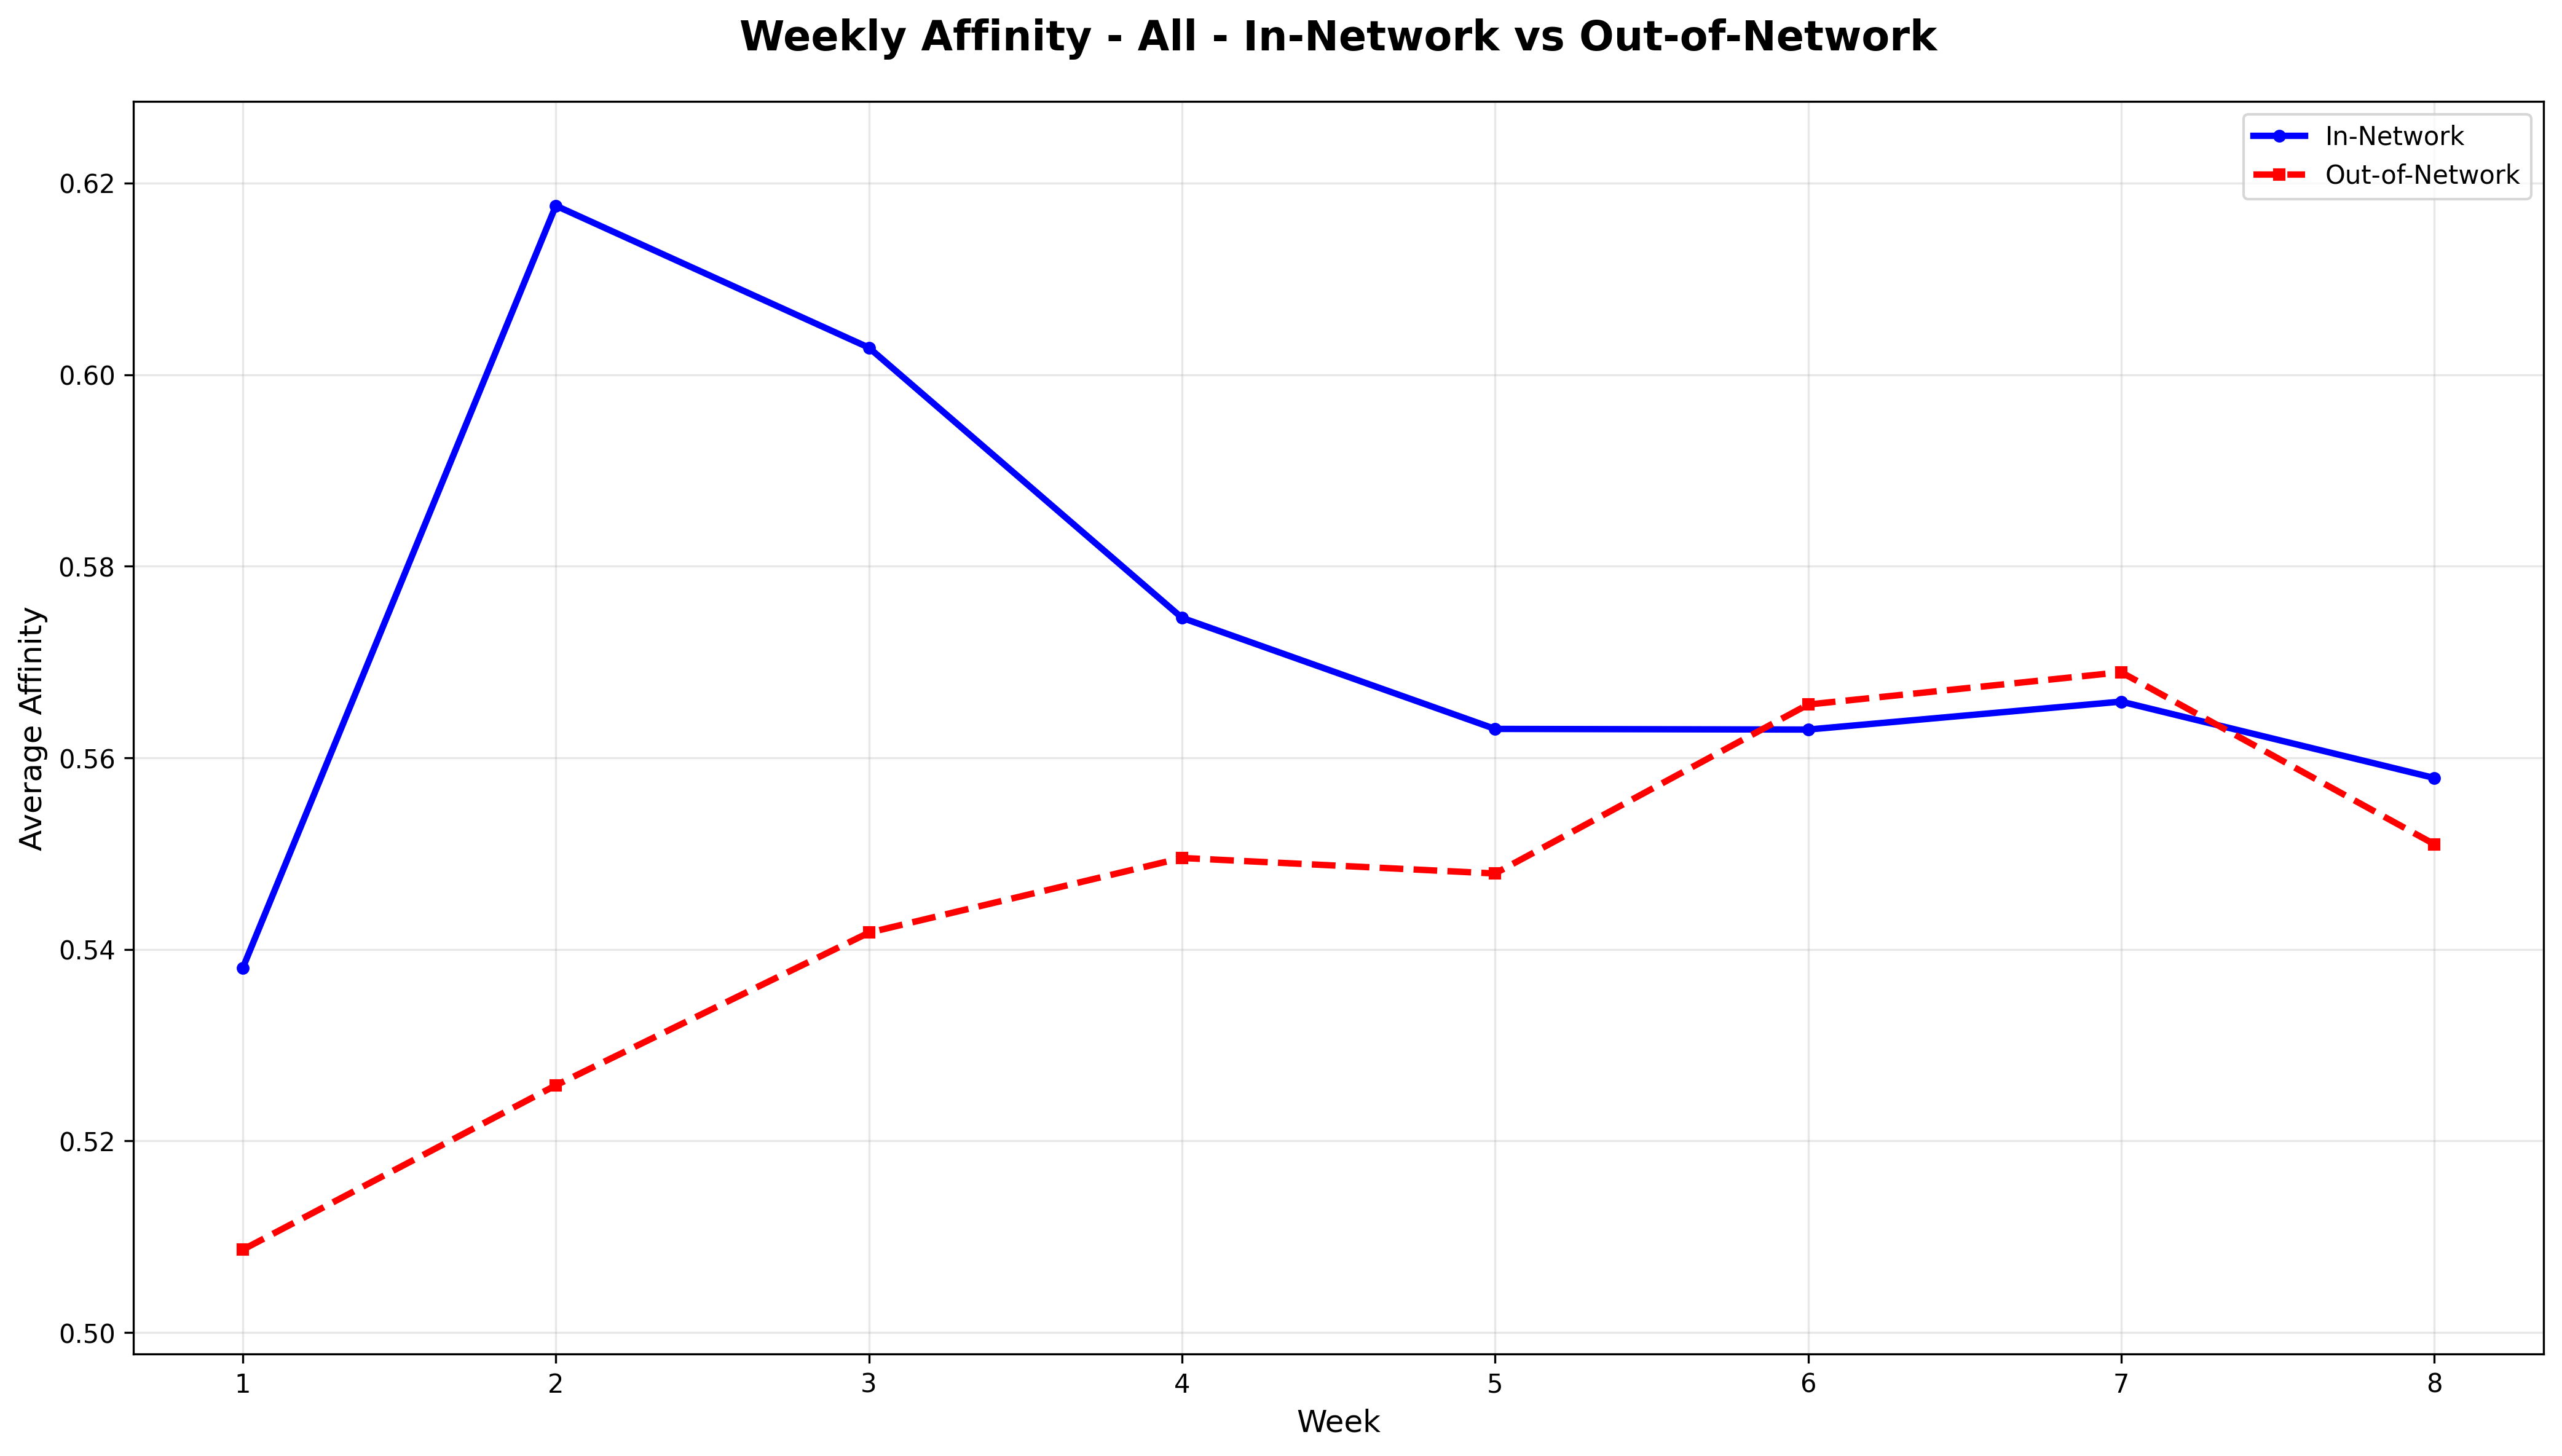 Weekly Affinity - All - In-Network vs Out-of-Network
In-Network
Out-of-Network
0.62
0.60
0.58
0.56
0.54
0.52
0.50
Average Affinity
1 2 3 4 5 6 7 8
Week